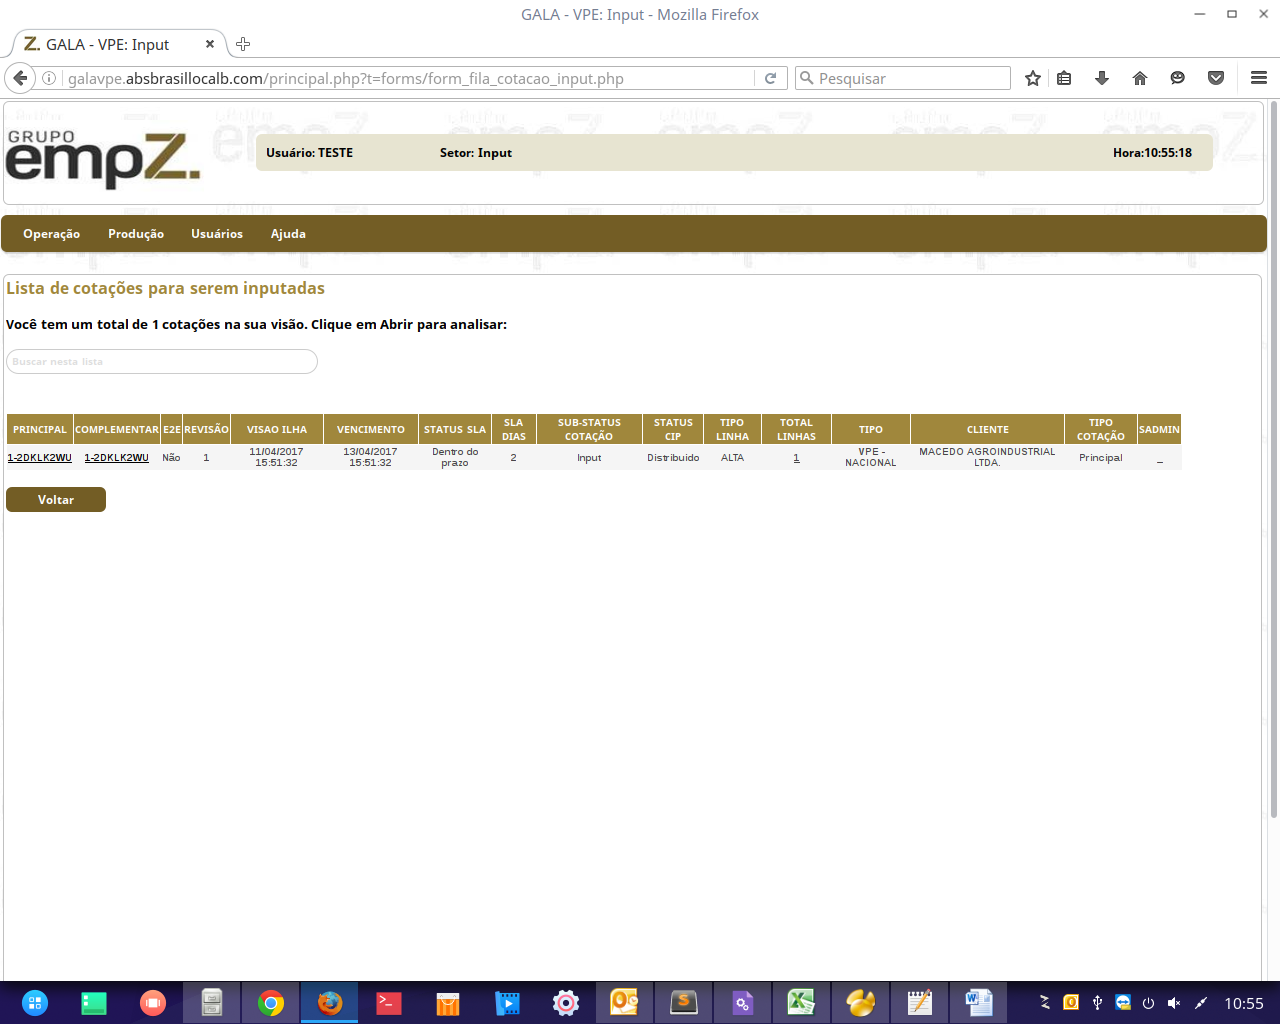 GALA - VPE: Input - Mozilla Firefox
Z. GALA - VPE: Input
galavpe.absbrasillocalb.com/principal.php?t=forms/form_fila_cotacao_input.php
Pesquisar
GRUPO
empZ.
Usuário: TESTE
Setor: Input
Hora:10:55:18
Operação Produção Usuários Ajuda
Lista de cotações para serem inputadas
Você tem um total de 1 cotações na sua visão. Clique em Abrir para analisar:
Buscar nesta lista
PRINCIPAL COMPLEMENTAR E2E REVISÃO VISAO ILHA VENCIMENTO STATUS SLA SLA DIAS SUB-STATUS COTAÇÃO STATUS CIP TIPO LINHA TOTAL LINHAS TIPO CLIENTE TIPO COTAÇÃO SADMIN
1-2DKLK2WU 1-2DKLK2WU Não 1 11/04/2017 15:51:32 13/04/2017 15:51:32 Dentro do prazo 2 Input Distribuido ALTA 1 VPE - NACIONAL MACEDO AGROINDUSTRIAL LTDA. Principal _
Voltar
10:55